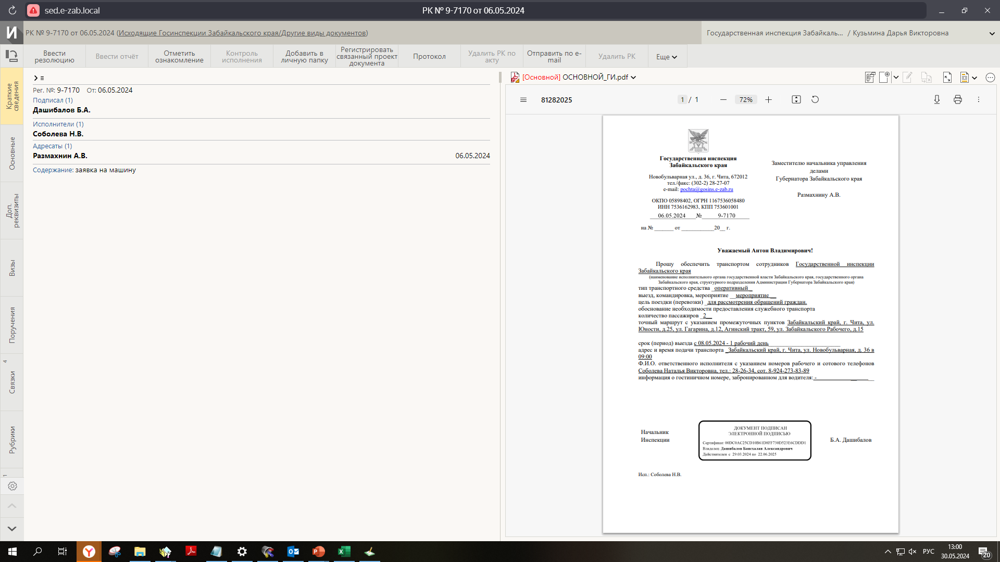 sed.e-zab.local
РК № 9-7170 от 06.05.2024
И
РК № 9-7170 от 06.05.2024 (Исходящие Госинспекции Забайкальского края/Другие виды документов)
Государственная инспекция Забайкаль... / Кузьмина Дарья Викторовна
Ввести резолюцию
Ввести отчёт
Отметить ознакомление
Контроль исполнения
Добавить в личную папку
Регистрировать связанный проект документа
Протокол
Удалить РК по акту
Отправить по e-mail
Удалить РК
Еще
Краткие сведения
Основные
Доп. реквизиты
Визы
Поручения
4
Связки
Рубрики
1
Рег. №: 9-7170 От: 06.05.2024
Подписал (1)
Дашибалов Б.А.
Исполнители (1)
Соболева Н.В.
Адресаты (1)
Размахнин А.В. 06.05.2024
Содержание: заявка на машину
[Основной] ОСНОВНОЙ_ГИ.pdf
81282025
1 / 1
72%
Государственная инспекция
Забайкальского края
Новобульварная ул., д. 36, г. Чита, 672012
тел./факс: (302-2) 28-27-07
e-mail: pochta@gosins.e-zab.ru
ОКПО 05898402, ОГРН 1167536058480
ИНН 7536162983, КПП 753601001
06.05.2024 № 9-7170
на № _______ от ____________20__ г.
Заместителю начальника управления
делами
Губернатора Забайкальского края
Размахнину А.В.
Уважаемый Антон Владимирович!
Прошу обеспечить транспортом сотрудников Государственной инспекции
Забайкальского края
(наименование исполнительного органа государственной власти Забайкальского края, государственного органа
Забайкальского края, структурного подразделения Администрации Губернатора Забайкальского края)
тип транспортного средства _оперативный_
выезд, командировка, мероприятие __мероприятие__
цель поездки (перевозки) _для рассмотрения обращений граждан.
обоснование необходимости предоставления служебного транспорта
количество пассажиров _2__
точный маршрут с указанием промежуточных пунктов Забайкальский край, г. Чита, ул.
Юности, д.25, ул. Гагарина, д.12, Агинский тракт, 59, ул. Забайкальского Рабочего, д.15
срок (период) выезда с 08.05.2024 - 1 рабочий день_________________________
адрес и время подачи транспорта _Забайкальский край, г. Чита, ул. Новобульварная, д. 36 в
09:00
Ф.И.О. ответственного исполнителя с указанием номеров рабочего и сотового телефонов
Соболева Наталья Викторовна, тел.: 28-26-34, сот. 8-924-273-83-89
информация о гостиничном номере, забронированном для водителя: -____________________
Начальник
Инспекции
ДОКУМЕНТ ПОДПИСАН
ЭЛЕКТРОННОЙ ПОДПИСЬЮ
Сертификат 00DC0AC25CD10B61D8FF730D523E6CDDD1
Владелец Дашибалов Баясхалан Александрович
Действителен с 29.03.2024 по 22.06.2025
Б.А. Дашибалов
Исп.: Соболева Н.В.
РУС
13:00
30.05.2024
20